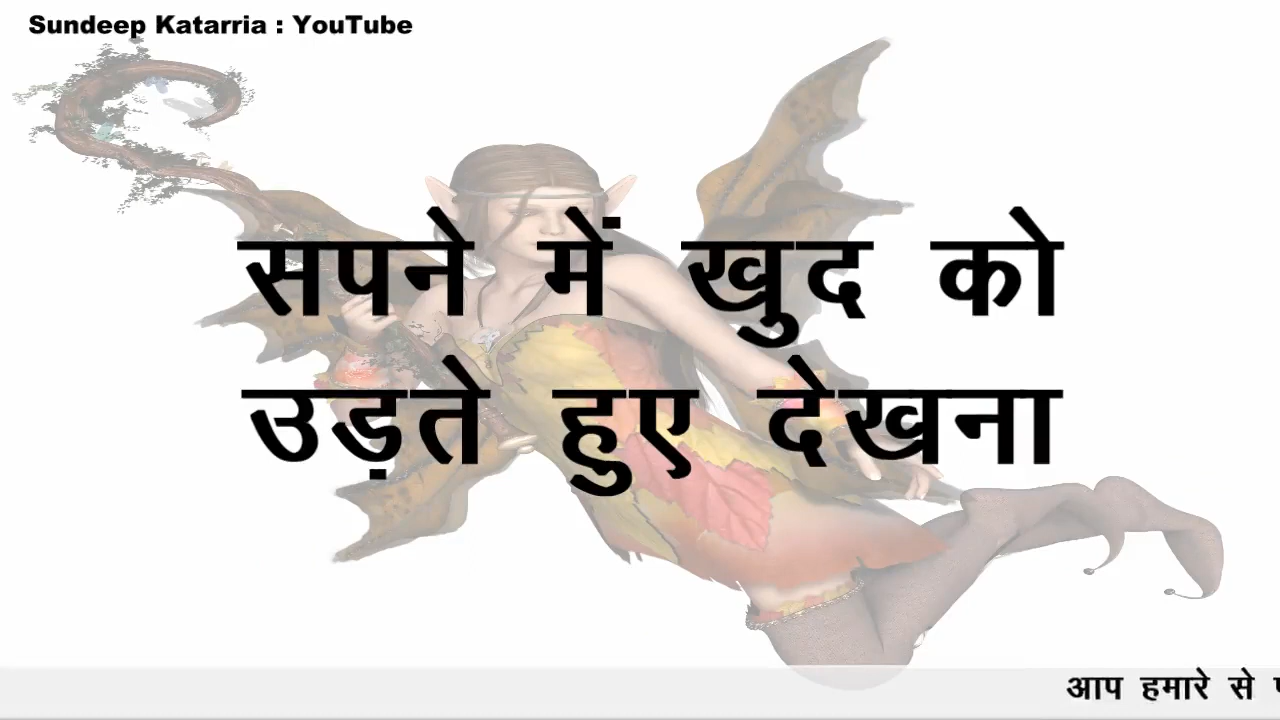 Sundeep Katarria : YouTube
सपने में खुद को
उड़ते हुए देखना
आप हमारे से